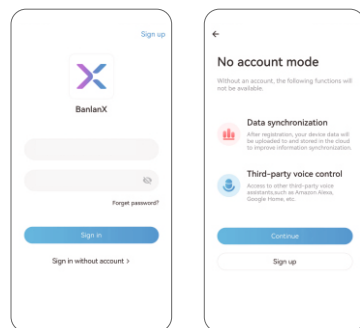 Sign up
BanlanX
Forget password?
Sign in
Sign in without account >
No account mode
Without an account, the following functions will
not be available.
Data synchronization
After registration, your device data will
be uploaded to and stored in the cloud
to improve information synchronization.
Third-party voice control
Access to other third-party voice
assistants,such as Amazon Alexa,
Google Home, etc.
Continue
Sign up